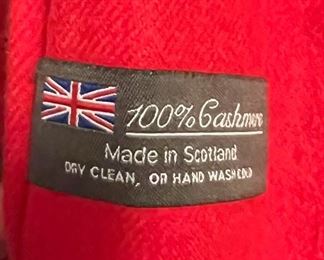 100% Cashmere
Made in Scotland
DRY CLEAN, OR HAND WASH COLD